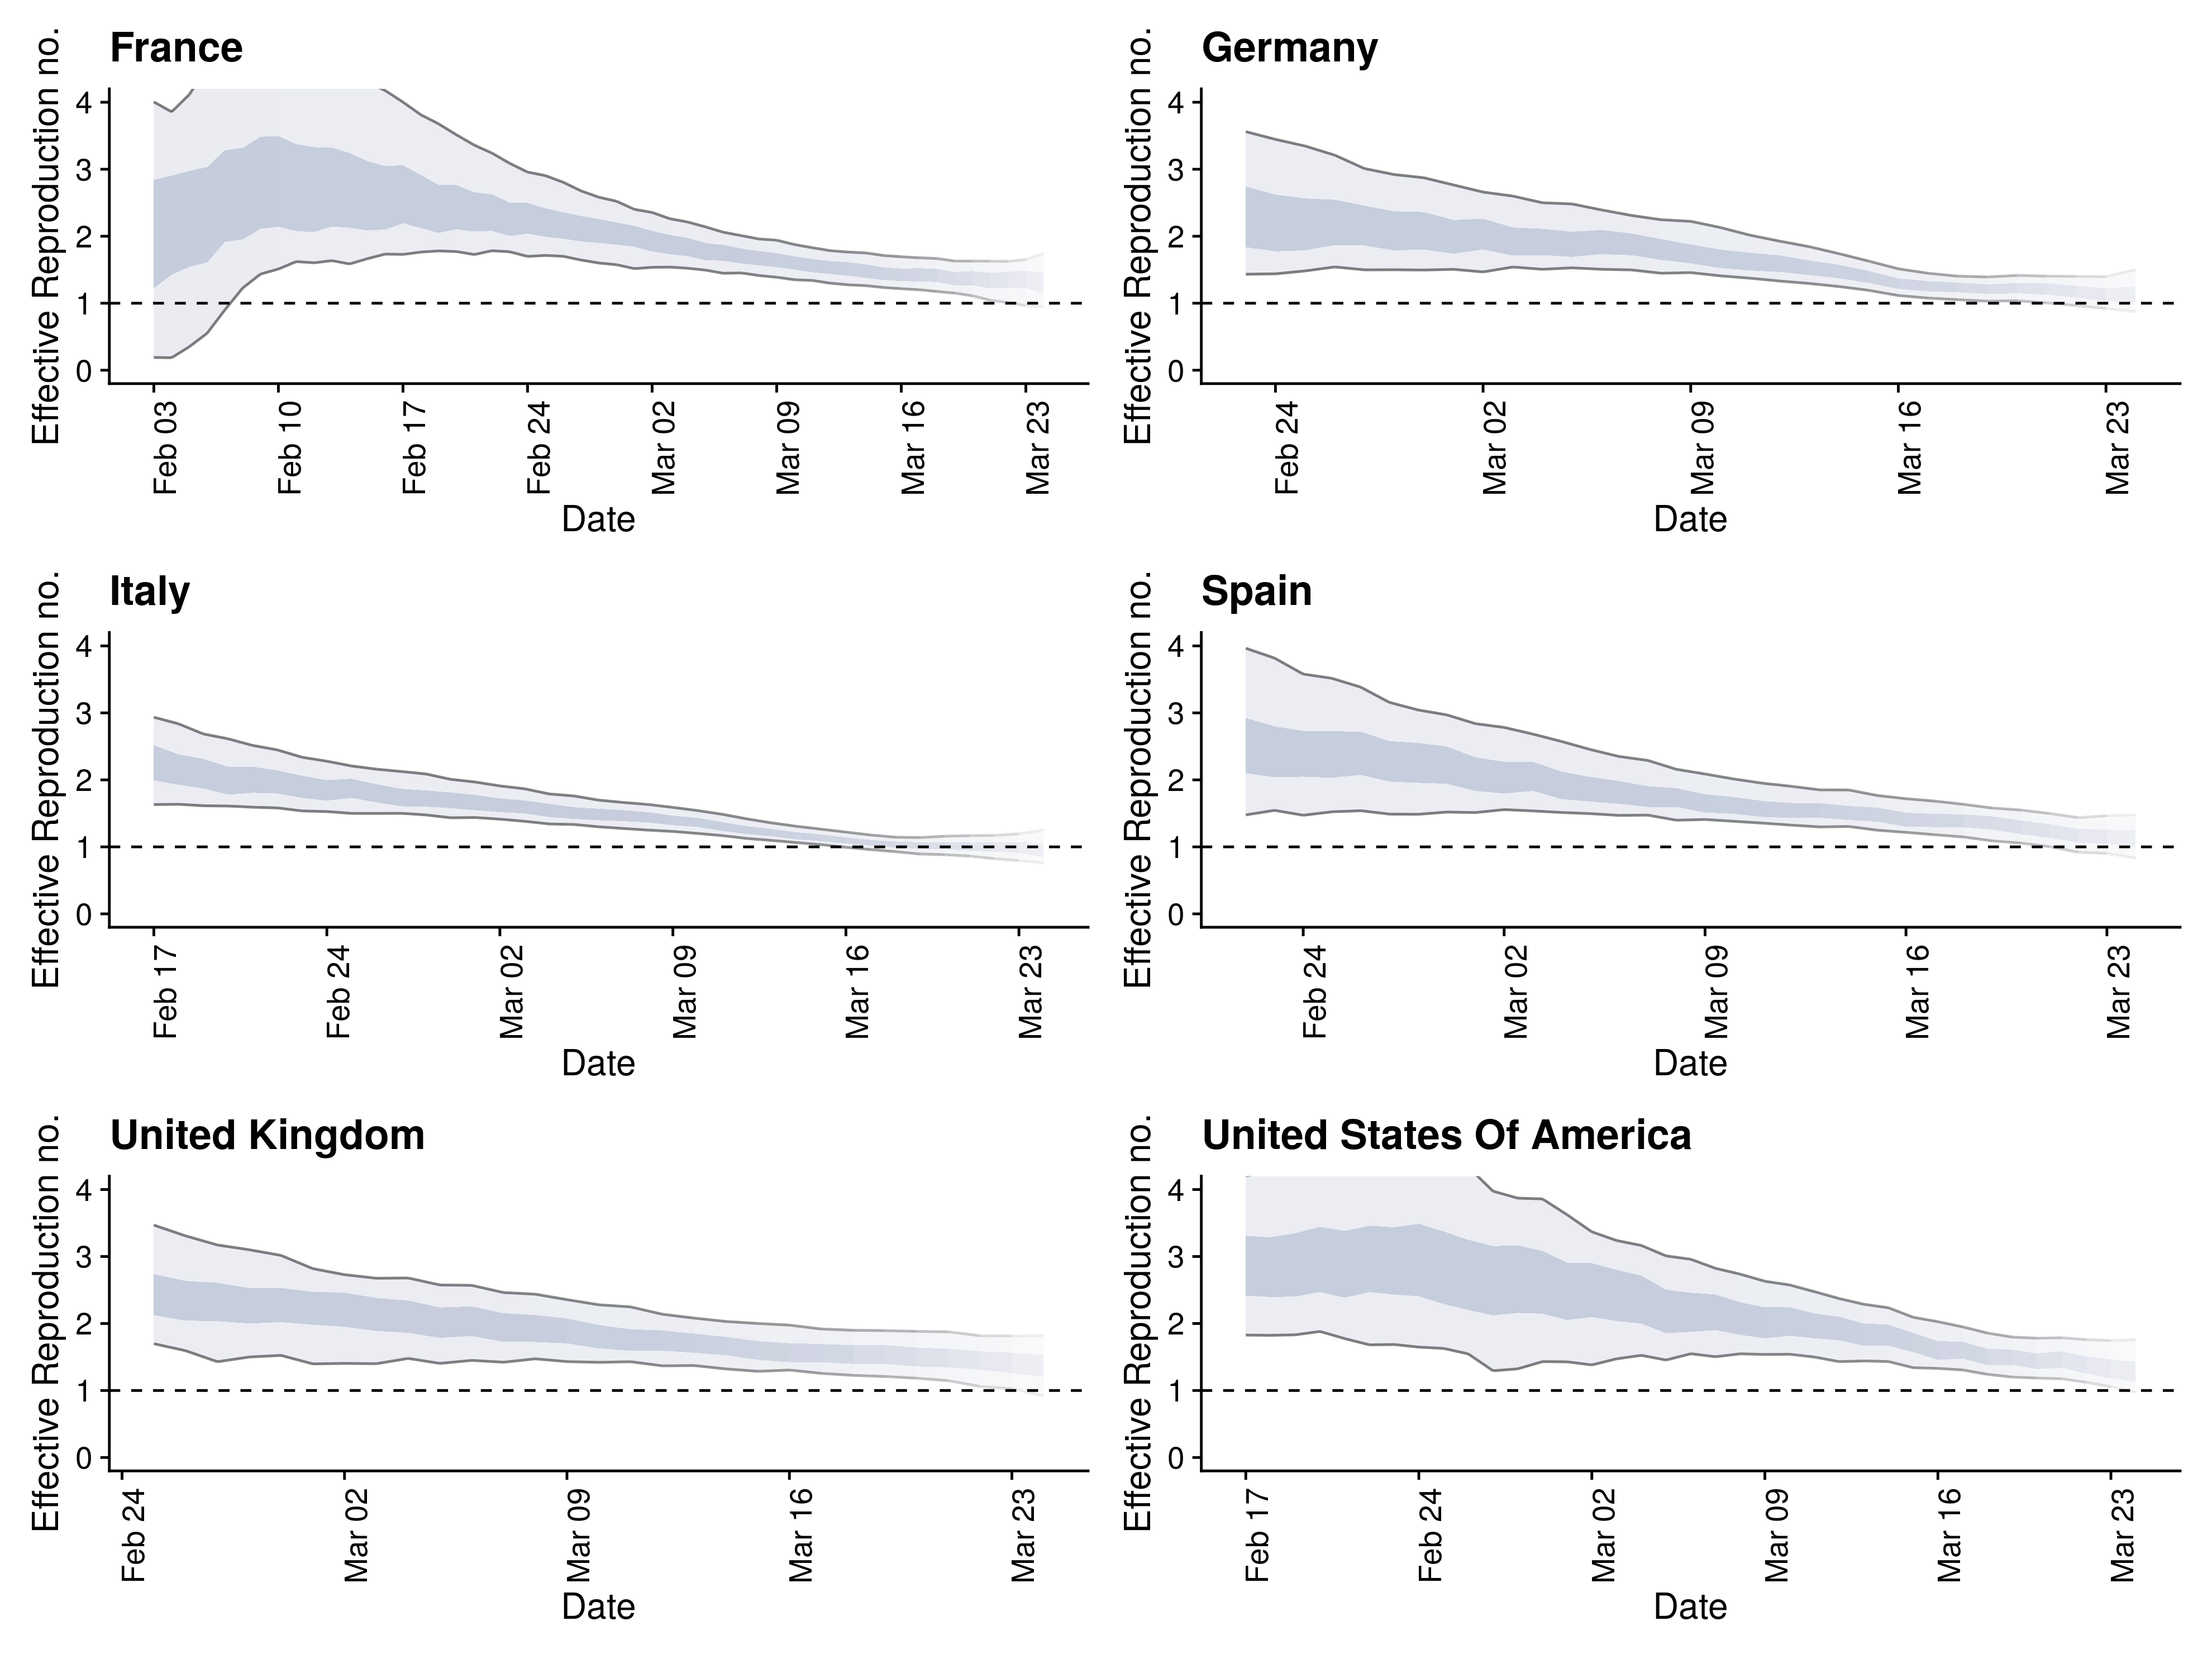 France
Effective Reproduction no.
4
3
2
1
0
Feb 03
Feb 10
Feb 17
Feb 24
Mar 02
Mar 09
Mar 16
Mar 23
Date
Germany
Effective Reproduction no.
4
3
2
1
0
Feb 24
Mar 02
Mar 09
Mar 16
Mar 23
Date
Italy
Effective Reproduction no.
4
3
2
1
0
Feb 17
Feb 24
Mar 02
Mar 09
Mar 16
Mar 23
Date
Spain
Effective Reproduction no.
4
3
2
1
0
Feb 24
Mar 02
Mar 09
Mar 16
Mar 23
Date
United Kingdom
Effective Reproduction no.
4
3
2
1
0
Feb 24
Mar 02
Mar 09
Mar 16
Mar 23
Date
United States Of America
Effective Reproduction no.
4
3
2
1
0
Feb 17
Feb 24
Mar 02
Mar 09
Mar 16
Mar 23
Date